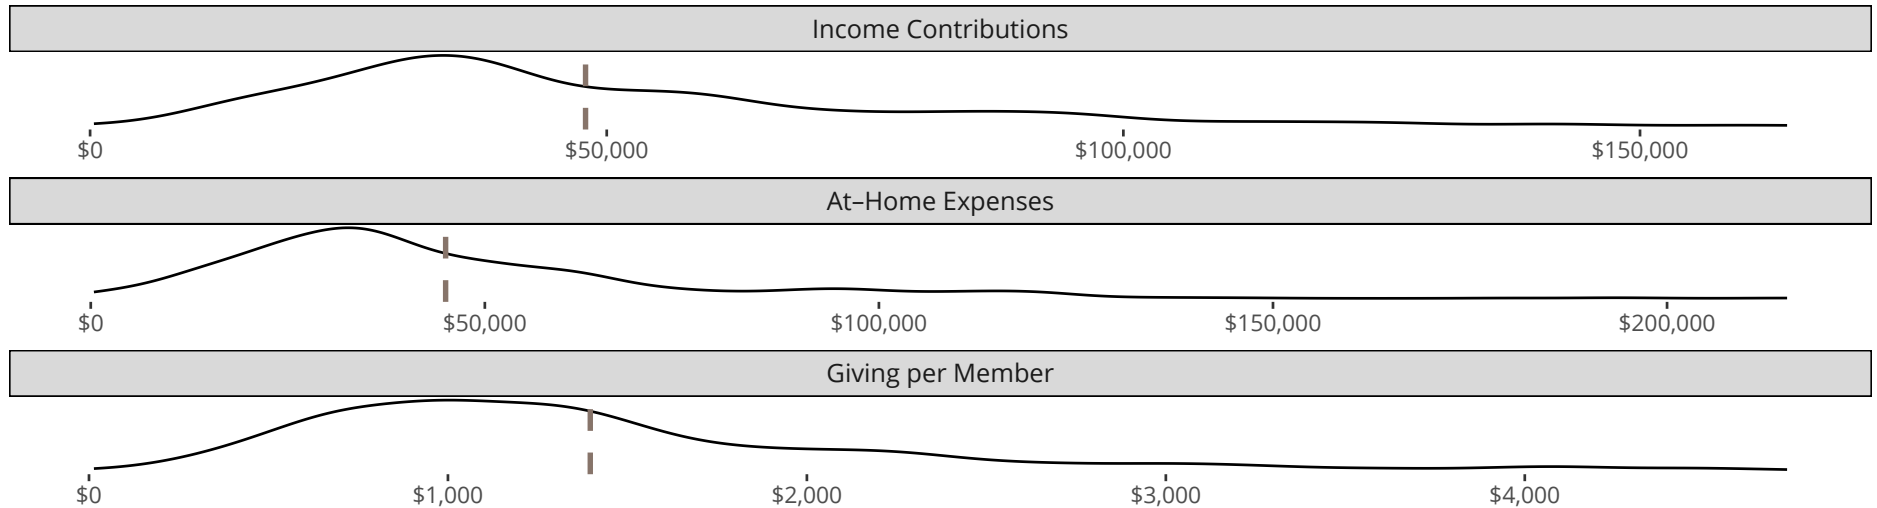 Income Contributions
$0 $50,000 $100,000 $150,000
At–Home Expenses
$0 $50,000 $100,000 $150,000 $200,000
Giving per Member
$0 $1,000 $2,000 $3,000 $4,000